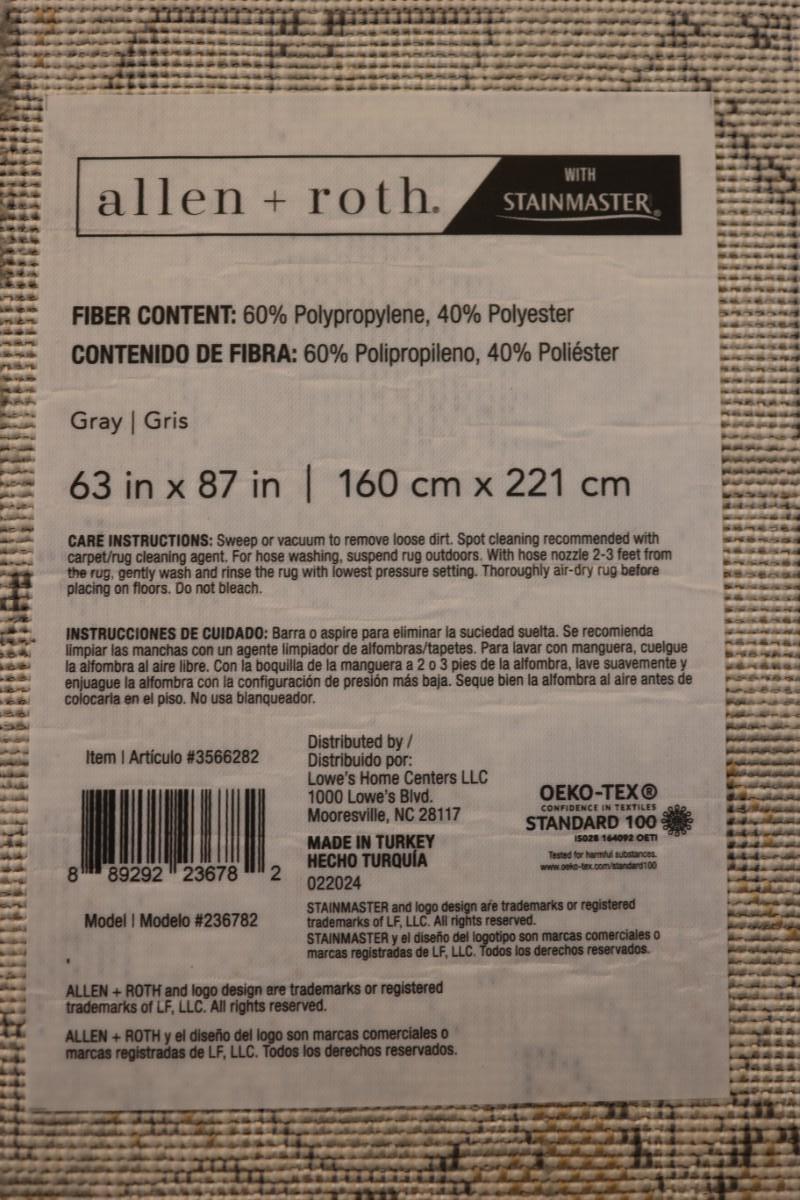 allen + roth®
WITH
STAINMASTER®
FIBER CONTENT: 60% Polypropylene, 40% Polyester
CONTENIDO DE FIBRA: 60% Polipropileno, 40% Poliéster
Gray | Gris
63 in x 87 in | 160 cm x 221 cm
CARE INSTRUCTIONS: Sweep or vacuum to remove loose dirt. Spot cleaning recommended with
carpet/rug cleaning agent. For hose washing, suspend rug outdoors. With hose nozzle 2-3 feet from
the rug, gently wash and rinse the rug with lowest pressure setting. Thoroughly air-dry rug before
placing on floors. Do not bleach.
INSTRUCCIONES DE CUIDADO: Barra o aspire para eliminar la suciedad suelta. Se recomienda
limpiar las manchas con un agente limpiador de alfombras/tapetes. Para lavar con manguera, cuelgue
la alfombra al aire libre. Con la boquilla de la manguera a 2 o 3 pies de la alfombra, lave suavemente y
enjuague la alfombra con la configuración de presión más baja. Seque bien la alfombra al aire antes de
colocarla en el piso. No usa blanqueador.
Item | Artículo #3566282
8 89292 23678 2
Model | Modelo #236782
Distributed by /
Distribuido por:
Lowe's Home Centers LLC
1000 Lowe's Blvd.
Mooresville, NC 28117
MADE IN TURKEY
HECHO TURQUÍA
022024
OEKO-TEX®
CONFIDENCE IN TEXTILES
STANDARD 100
IS028 164092 OETI
Tested for harmful substances.
www.oeko-tex.com/standard100
STAINMASTER and logo design are trademarks or registered
trademarks of LF, LLC. All rights reserved.
STAINMASTER y el diseño del logotipo son marcas comerciales o
marcas registradas de LF, LLC. Todos los derechos reservados.
ALLEN + ROTH and logo design are trademarks or registered
trademarks of LF, LLC. All rights reserved.
ALLEN + ROTH y el diseño del logo son marcas comerciales o
marcas registradas de LF, LLC. Todos los derechos reservados.